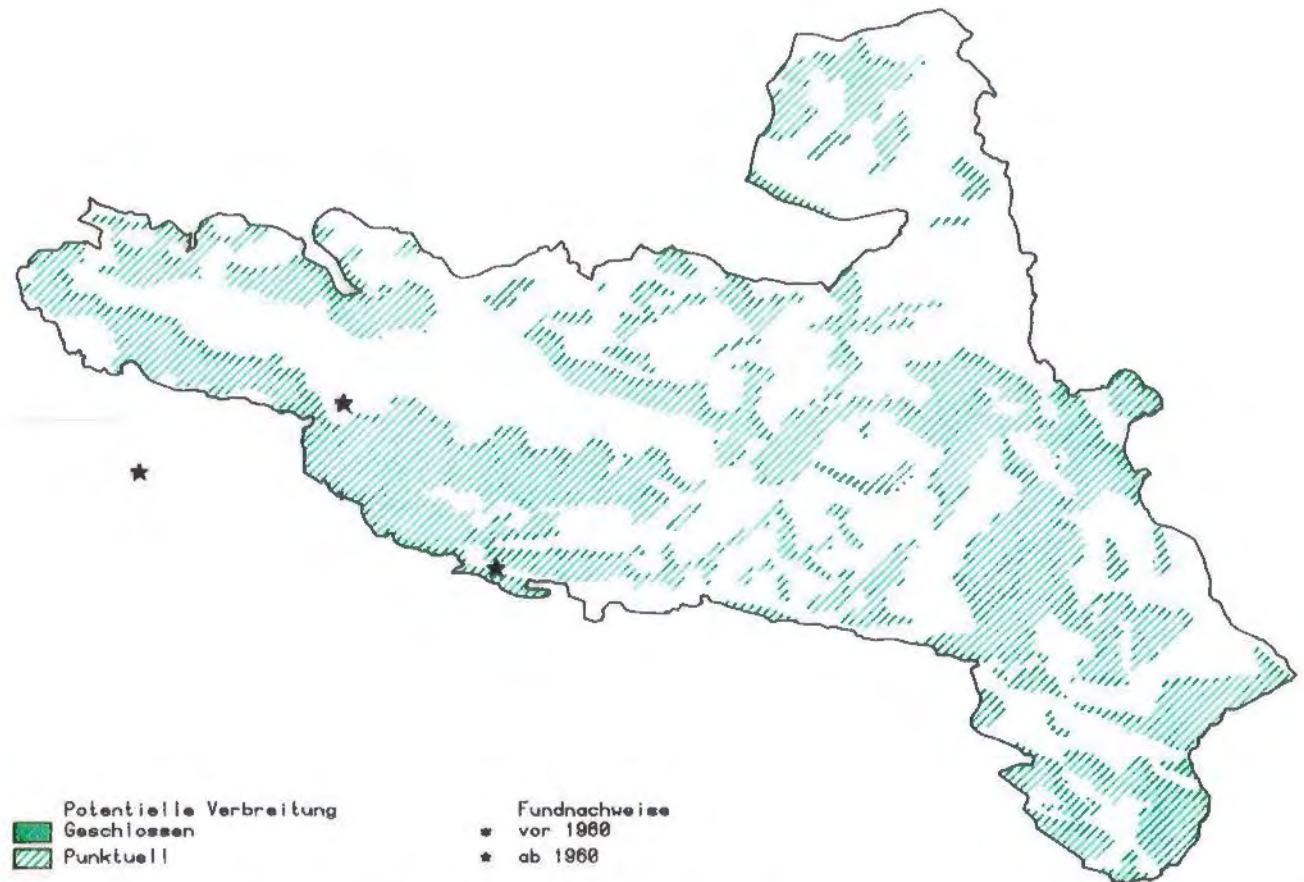 Potentielle Verbreitung
Geschlossen
Punktuell
Fundnachweise
* vor 1960
★ ab 1960